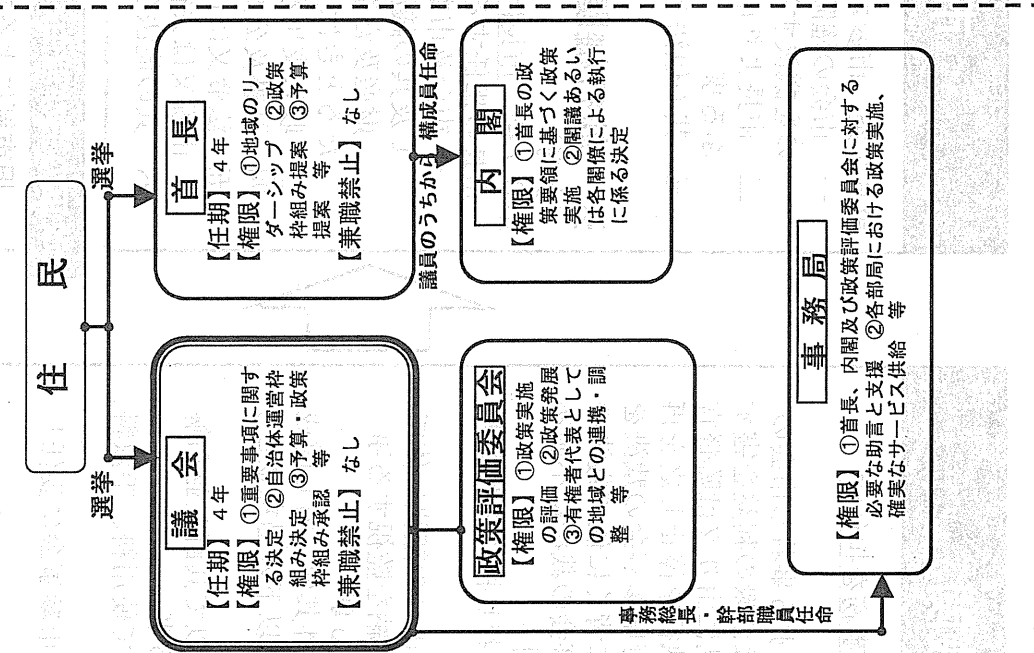 住　民
選挙
選挙
議　会
【任期】 4年
【権限】 ①重要事項に関す
る決定　②自治体運営枠
組み決定　③予算・政策
枠組み承認　等
【兼職禁止】 なし
首　長
【任期】 4年
【権限】 ①地域のリー
ダーシップ　②政策
枠組み提案　③予算
提案　等
【兼職禁止】 なし
議員のうちから 構成員任命
政策評価委員会
【権限】 ①政策実施
の評価　②政策発展
③有権者代表として
の地域との連携・調
整　等
内　閣
【権限】 ①首長の政
策要領に基づく政策
実施　②閣議あるい
は各閣僚による執行
に係る決定
事務総長・幹部職員任命
事 務 局
【権限】 ①首長、内閣及び政策評価委員会に対する
必要な助言と支援　②各部局における政策実施、
確実なサービス供給　等